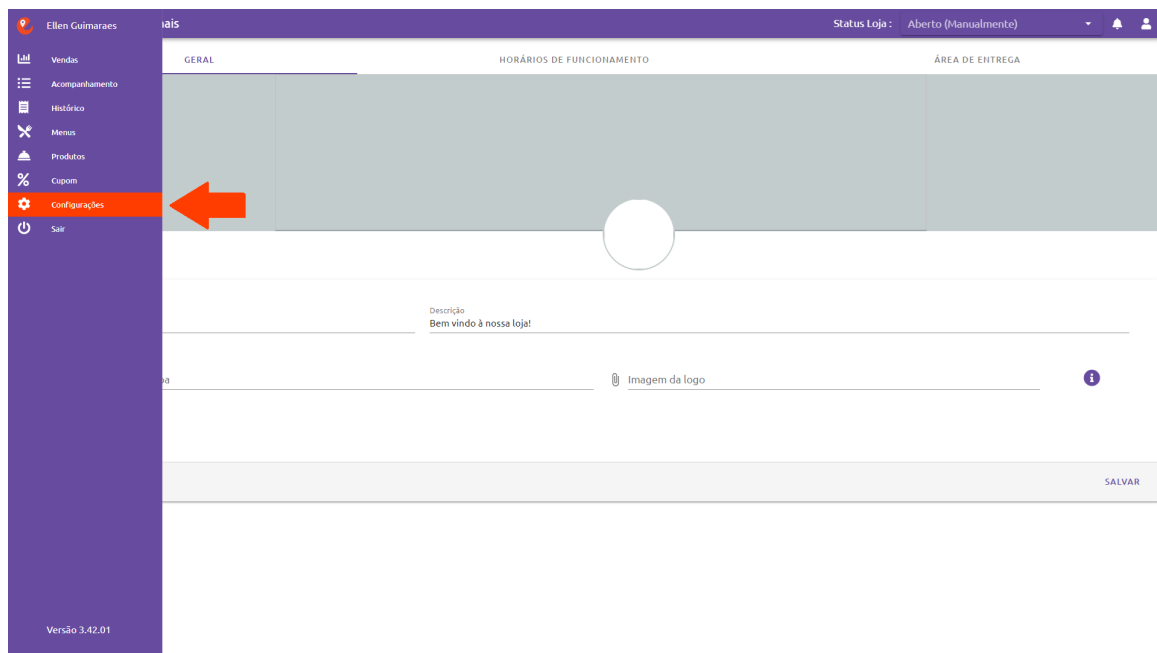 Ellen Guimaraes
ais
Status Loja :
Aberto (Manualmente)
Vendas
Acompanhamento
Histórico
Menus
Produtos
Cupom
Configurações
Sair
GERAL
HORÁRIOS DE FUNCIONAMENTO
ÁREA DE ENTREGA
Descrição
Bem vindo à nossa loja!
Imagem da logo
SALVAR
Versão 3.42.01